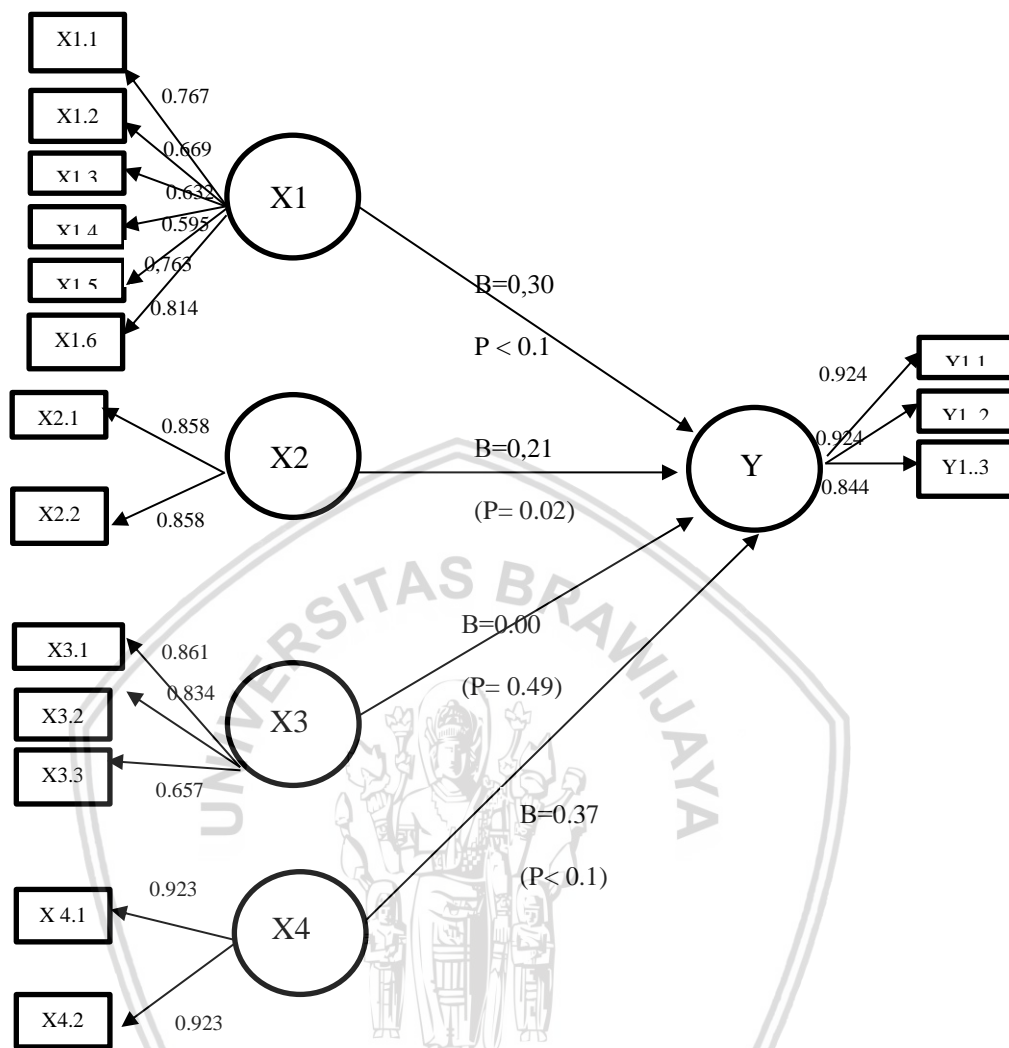 X1.1
0.767
X1.2
0.669
X1.3
0.632
X1.4
0.595
X1.5
0,763
X1.6
0.814
X1
B=0,30
P < 0.1
X2.1
0.858
X2.2
0.858
X2
B=0,21
(P= 0.02)
Y
0.924
Y1.1
0.924
Y1..2
0.844
Y1..3
X3.1
0.861
X3.2
0.834
X3.3
0.657
X3
B=0.00
(P= 0.49)
X 4.1
0.923
X4.2
0.923
X4
B=0.37
(P< 0.1)
UNIVERSITAS BRAWIJAYA